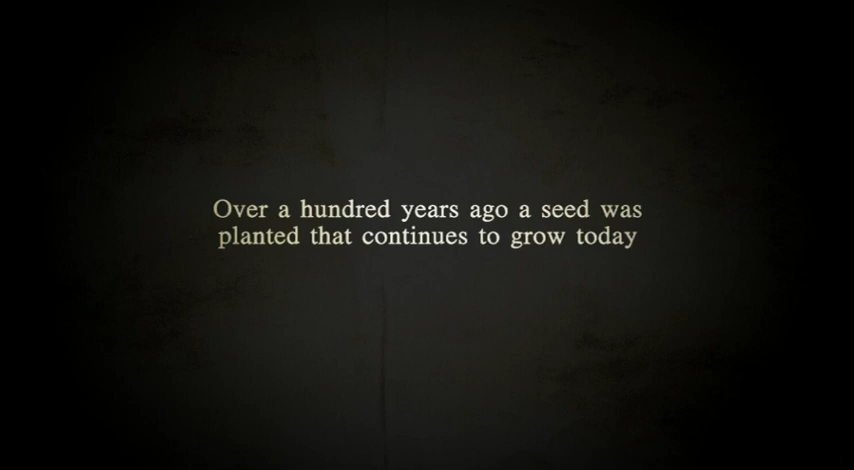 Over a hundred years ago a seed was
planted that continues to grow today